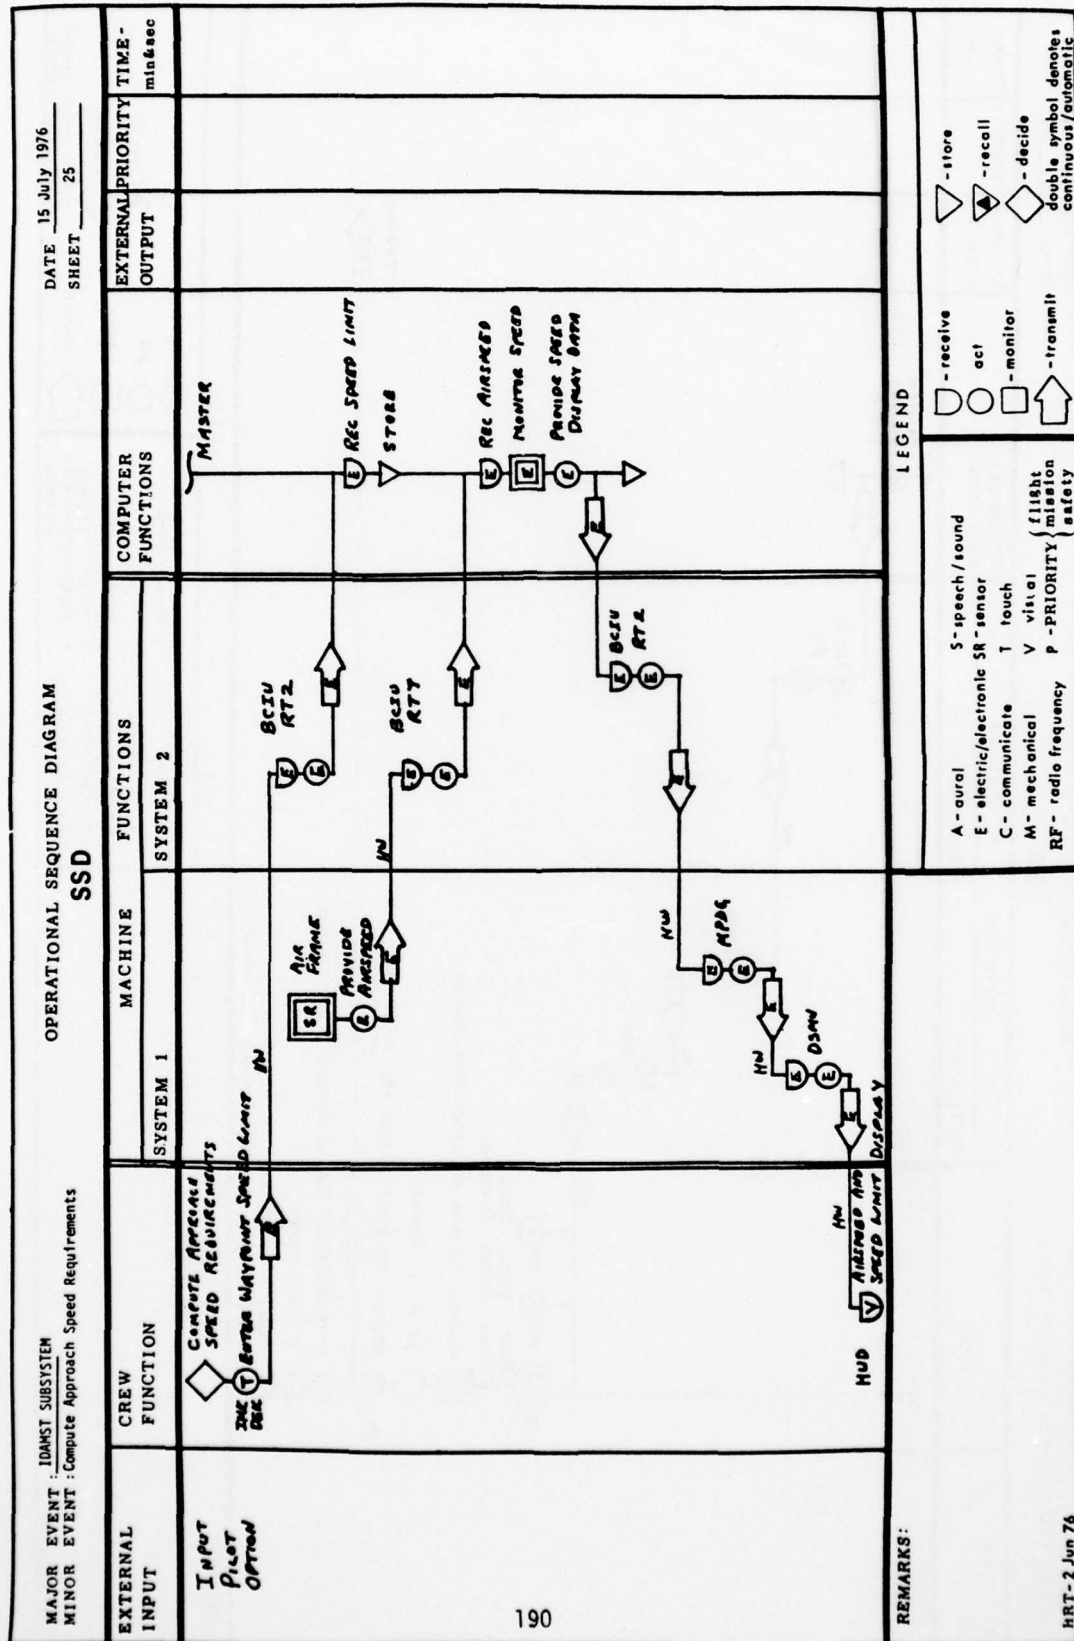 OPERATIONAL SEQUENCE DIAGRAM
SSD
MAJOR EVENT : IDAMST SUBSYSTEM
MINOR EVENT : Compute Approach Speed Requirements
DATE 15 July 1976
SHEET 25
EXTERNAL INPUT
CREW FUNCTION
MACHINE FUNCTIONS
SYSTEM 1
SYSTEM 2
COMPUTER FUNCTIONS
EXTERNAL OUTPUT
PRIORITY
TIME - min&sec
INPUT
PILOT
OPTION
COMPUTE APPROACH
SPEED REQUIREMENTS
IMK
DEK
T
ENTER WAYPOINT SPEED LIMIT
E
HW
BCIU
RT2
E
E
E
MASTER
E
REC SPEED LIMIT
STORE
AIR
FRAME
SR
PROVIDE
AIRSPEED
E
E
HW
BCIU
RT7
E
E
E
E
REC AIRSPEED
E
MONITOR SPEED
E
PROVIDE SPEED
DISPLAY DATA
E
BCIU
RT2
E
E
E
HW
MPDG
E
E
E
HW
DSMU
E
E
E
DISPLAY
HW
AIRSPEED AND
SPEED LIMIT
V
HUD
REMARKS:
LEGEND
A - aural
S - speech / sound
E - electric/electronic
SR - sensor
C - communicate
T touch
M - mechanical
V visual
RF - radio frequency
P - PRIORITY { flight
mission
safety
- receive
act
- monitor
- transmit
- store
- recall
- decide
double symbol denotes
continuous/automatic
HRT-2 Jun 76
190